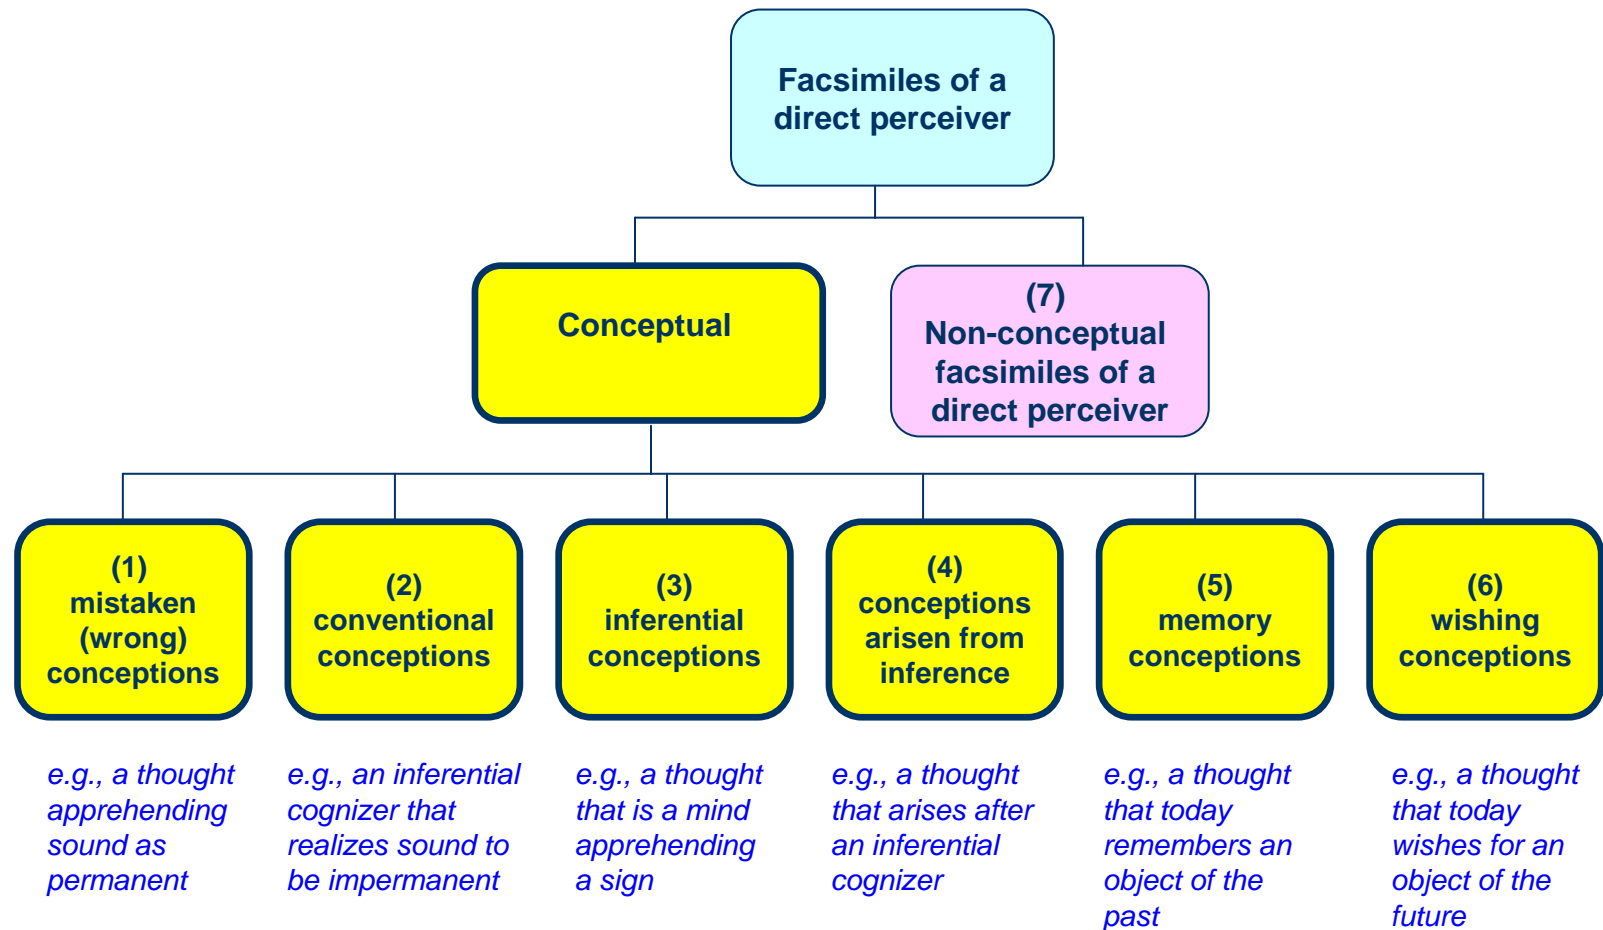 Facsimiles of a
direct perceiver
Conceptual
(7)
Non-conceptual
facsimiles of a
direct perceiver
(1)
mistaken
(wrong)
conceptions
(2)
conventional
conceptions
(3)
inferential
conceptions
(4)
conceptions
arisen from
inference
(5)
memory
conceptions
(6)
wishing
conceptions
e.g., a thought
apprehending
sound as
permanent
e.g., an inferential
cognizer that
realizes sound to
be impermanent
e.g., a thought
that is a mind
apprehending
a sign
e.g., a thought
that arises after
an inferential
cognizer
e.g., a thought
that today
remembers an
object of the
past
e.g., a thought
that today
wishes for an
object of the
future